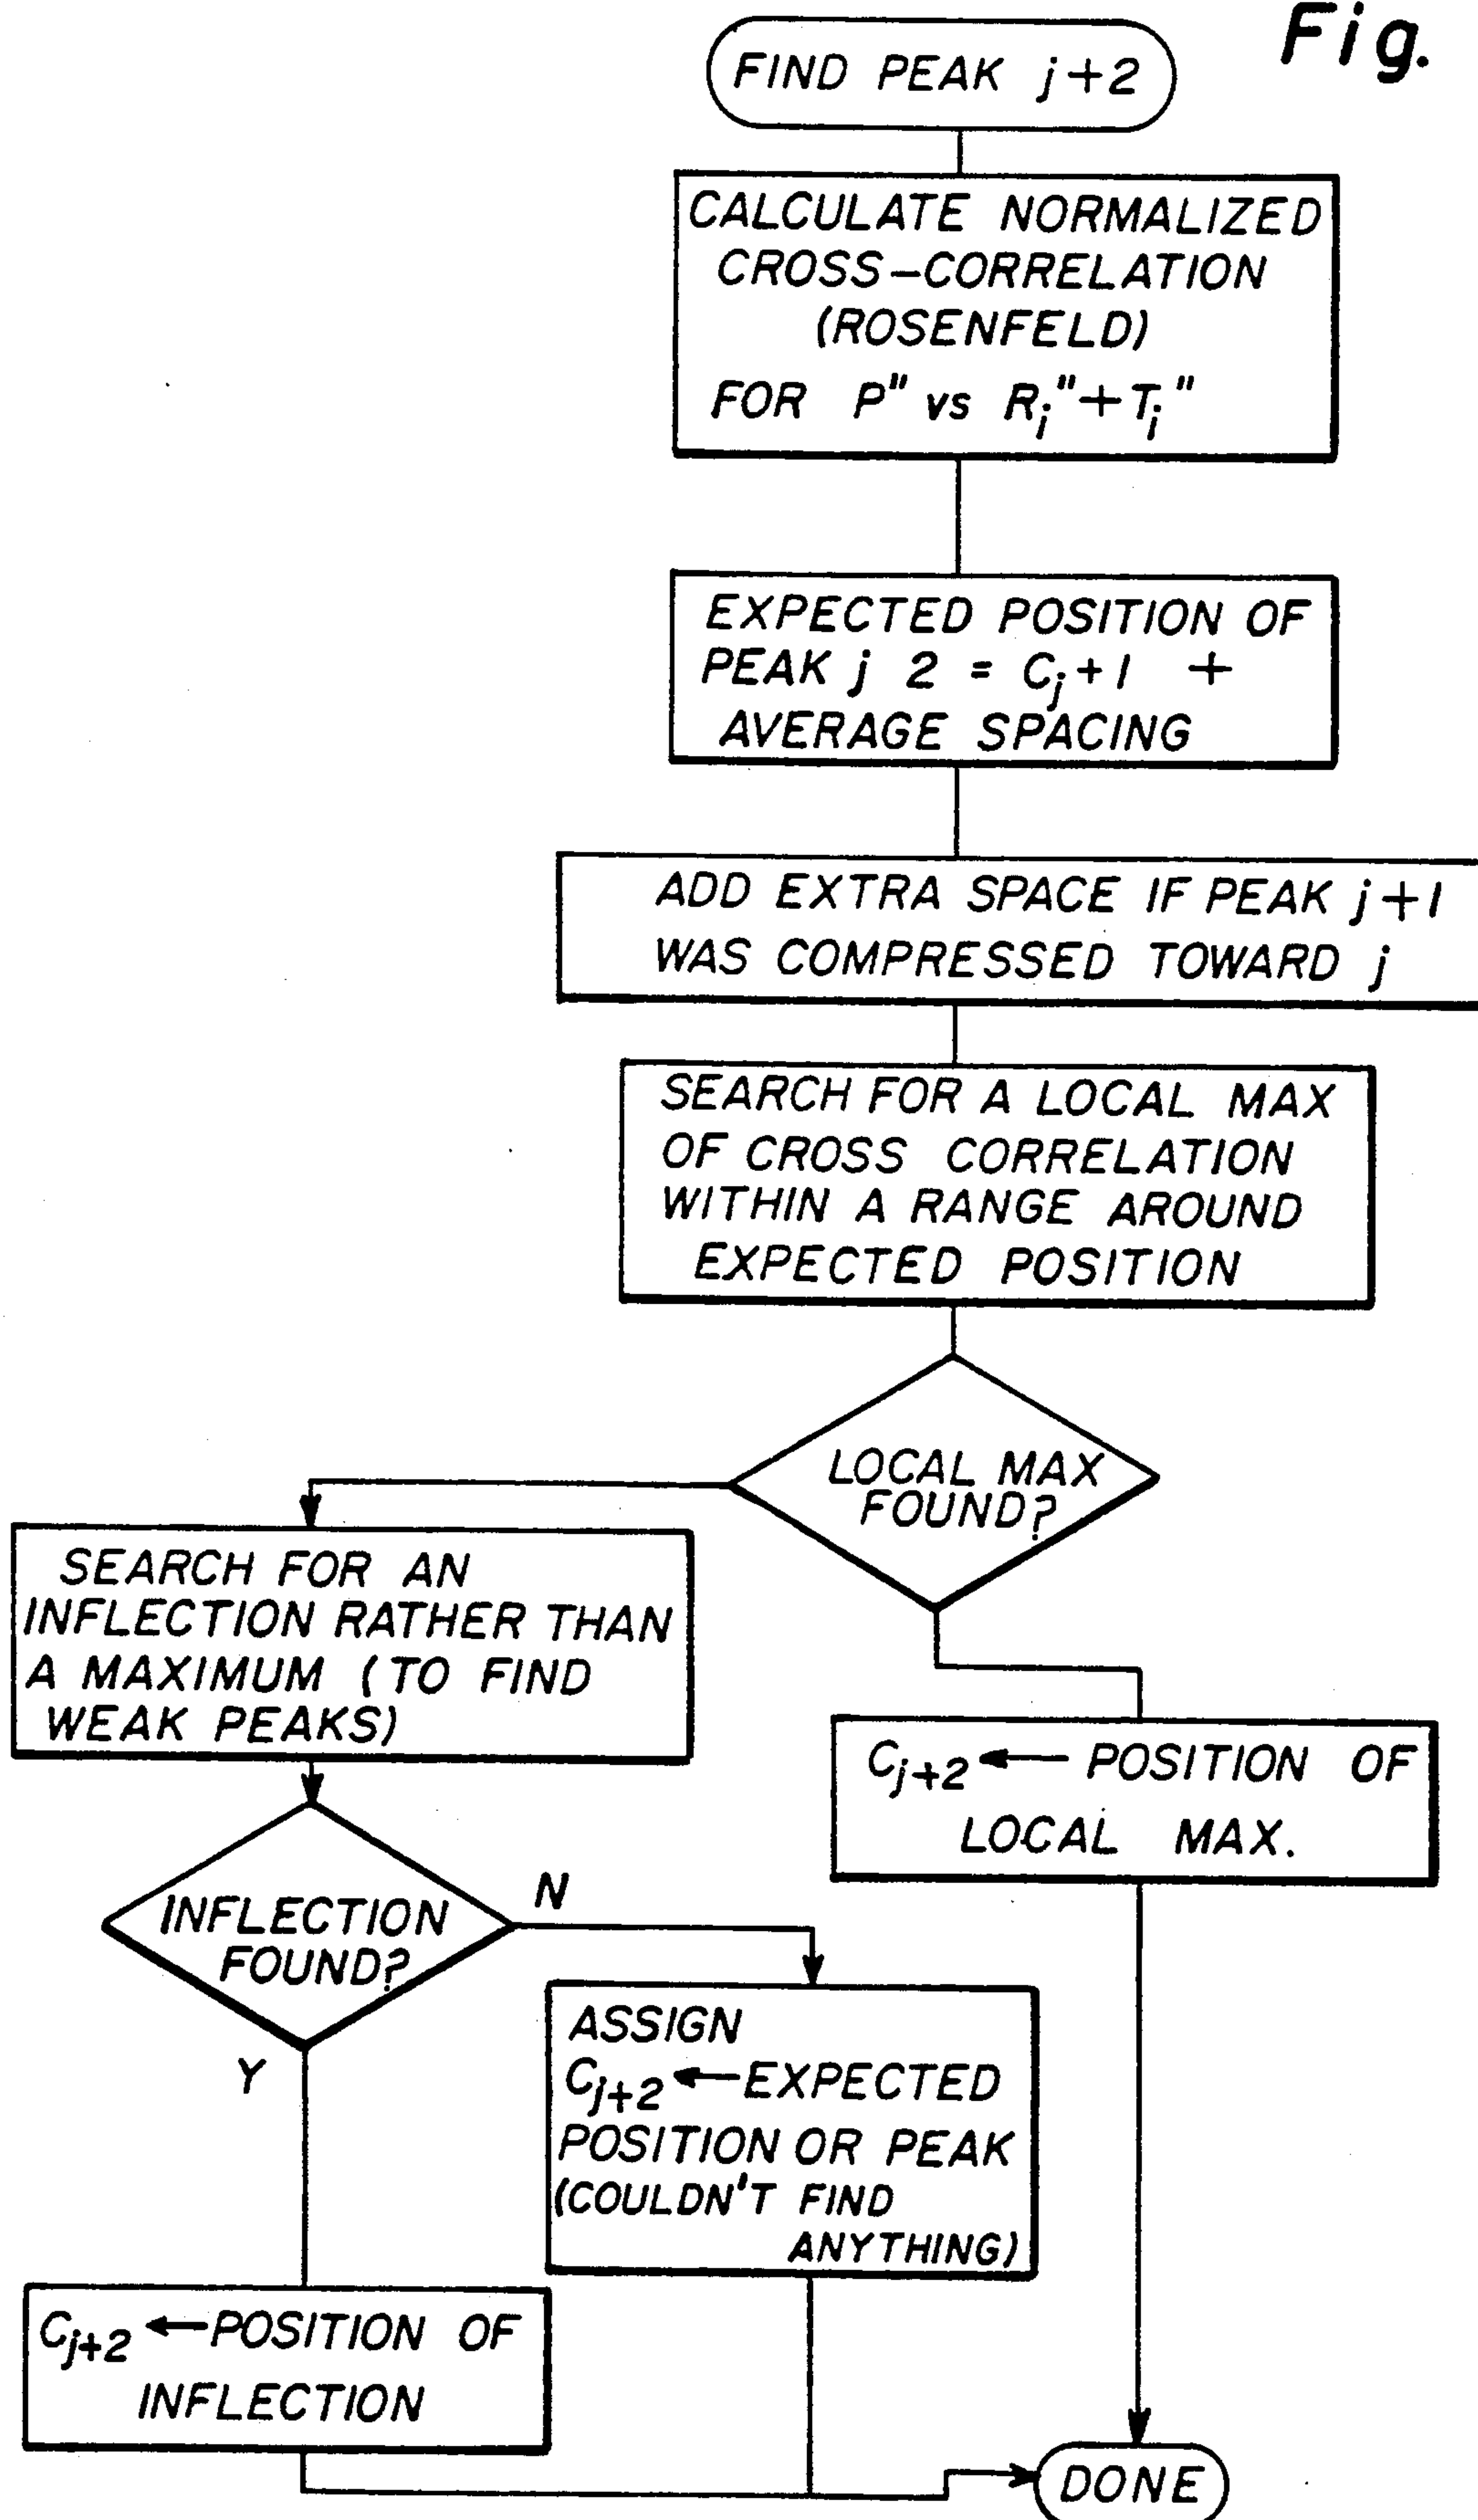 Fig.
FIND PEAK j+2
CALCULATE NORMALIZED
CROSS-CORRELATION
(ROSENFELD)
FOR P" vs Ri"+Ti"
EXPECTED POSITION OF
PEAK j 2 = Cj+1 +
AVERAGE SPACING
ADD EXTRA SPACE IF PEAK j+1
WAS COMPRESSED TOWARD j
SEARCH FOR A LOCAL MAX
OF CROSS CORRELATION
WITHIN A RANGE AROUND
EXPECTED POSITION
LOCAL MAX
FOUND?
SEARCH FOR AN
INFLECTION RATHER THAN
A MAXIMUM (TO FIND
WEAK PEAKS)
Cj+2 ← POSITION OF
LOCAL MAX.
INFLECTION
FOUND?
N
Y
ASSIGN
Cj+2 ← EXPECTED
POSITION OR PEAK
(COULDN'T FIND
ANYTHING)
Cj+2 ← POSITION OF
INFLECTION
DONE